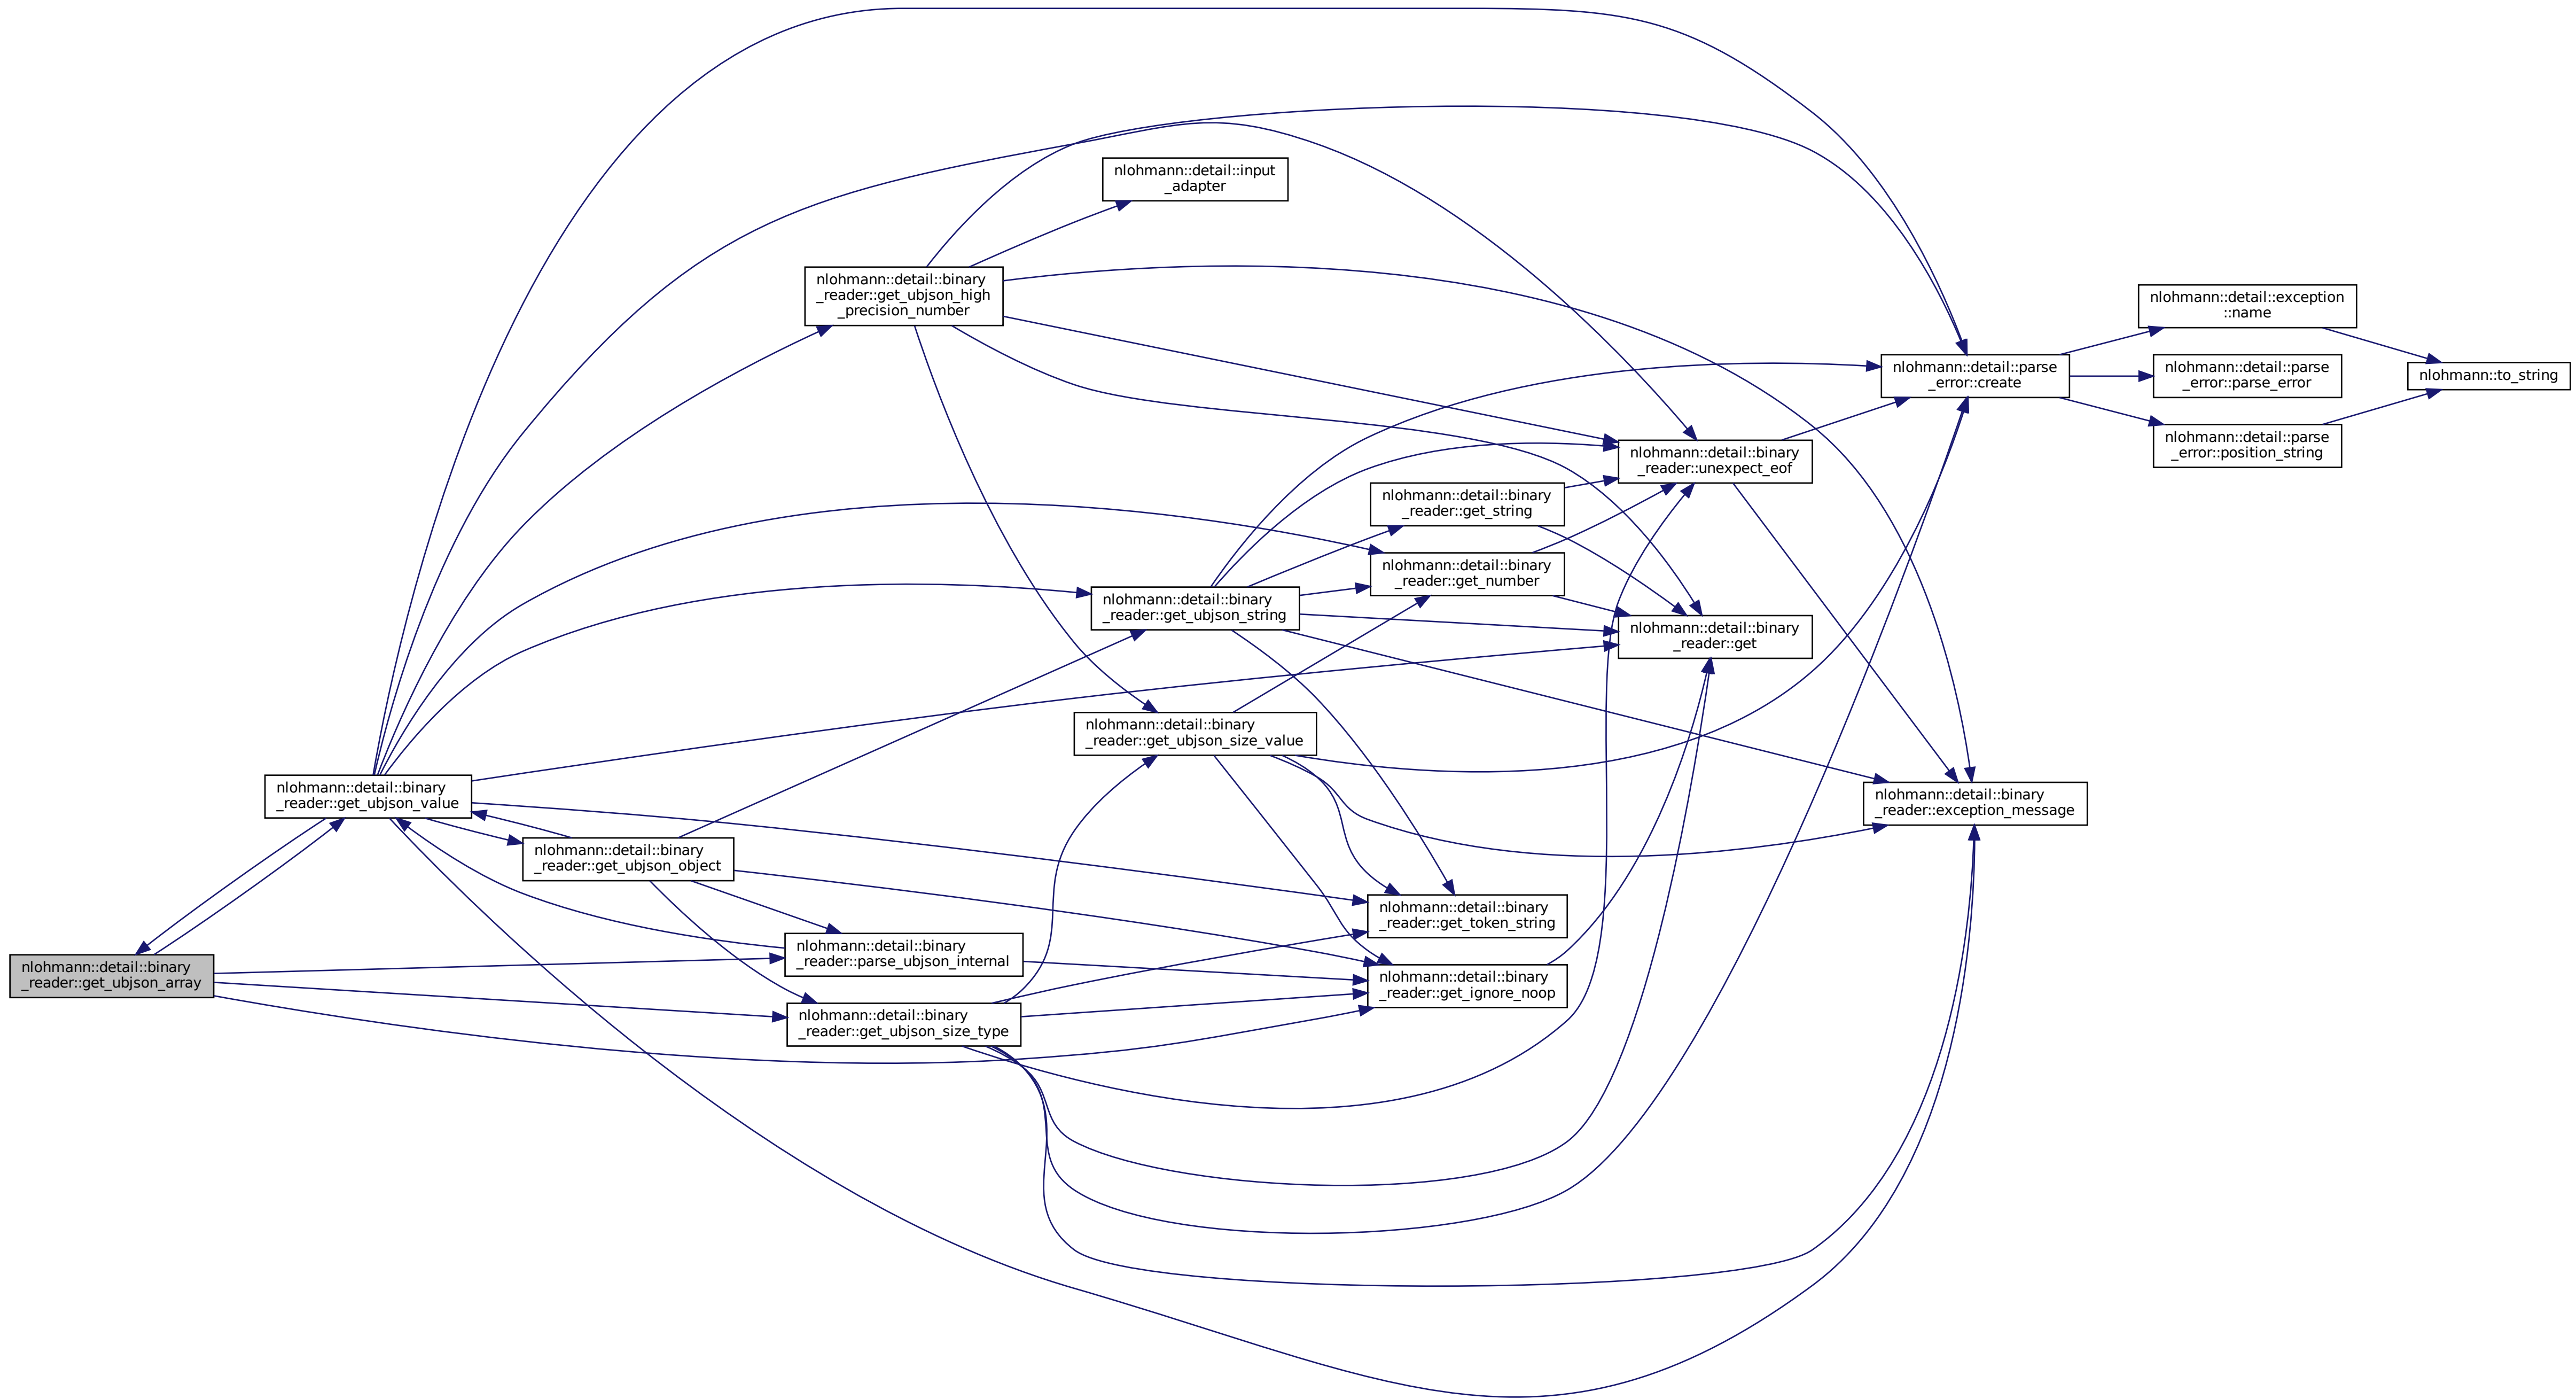 nlohmann::detail::input
_adapter
nlohmann::detail::binary
_reader::get_ubjson_high
_precision_number
nlohmann::detail::exception
::name
nlohmann::detail::parse
_error::create
nlohmann::detail::parse
_error::parse_error
nlohmann::to_string
nlohmann::detail::parse
_error::position_string
nlohmann::detail::binary
_reader::unexpect_eof
nlohmann::detail::binary
_reader::get_string
nlohmann::detail::binary
_reader::get_number
nlohmann::detail::binary
_reader::get_ubjson_string
nlohmann::detail::binary
_reader::get
nlohmann::detail::binary
_reader::get_ubjson_size_value
nlohmann::detail::binary
_reader::get_ubjson_value
nlohmann::detail::binary
_reader::exception_message
nlohmann::detail::binary
_reader::get_ubjson_object
nlohmann::detail::binary
_reader::get_token_string
nlohmann::detail::binary
_reader::parse_ubjson_internal
nlohmann::detail::binary
_reader::get_ubjson_array
nlohmann::detail::binary
_reader::get_ignore_noop
nlohmann::detail::binary
_reader::get_ubjson_size_type